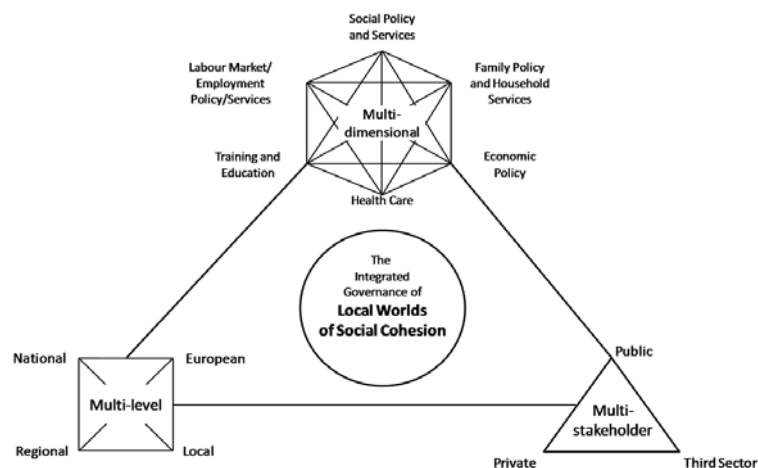 Social Policy
and Services
Labour Market/
Employment
Policy/Services
Family Policy
and Household
Services
Multi-
dimensional
Training and
Education
Economic
Policy
Health Care
The
Integrated
Governance of
Local Worlds
of Social Cohesion
National
European
Multi-level
Regional
Local
Public
Multi-
stakeholder
Private
Third Sector